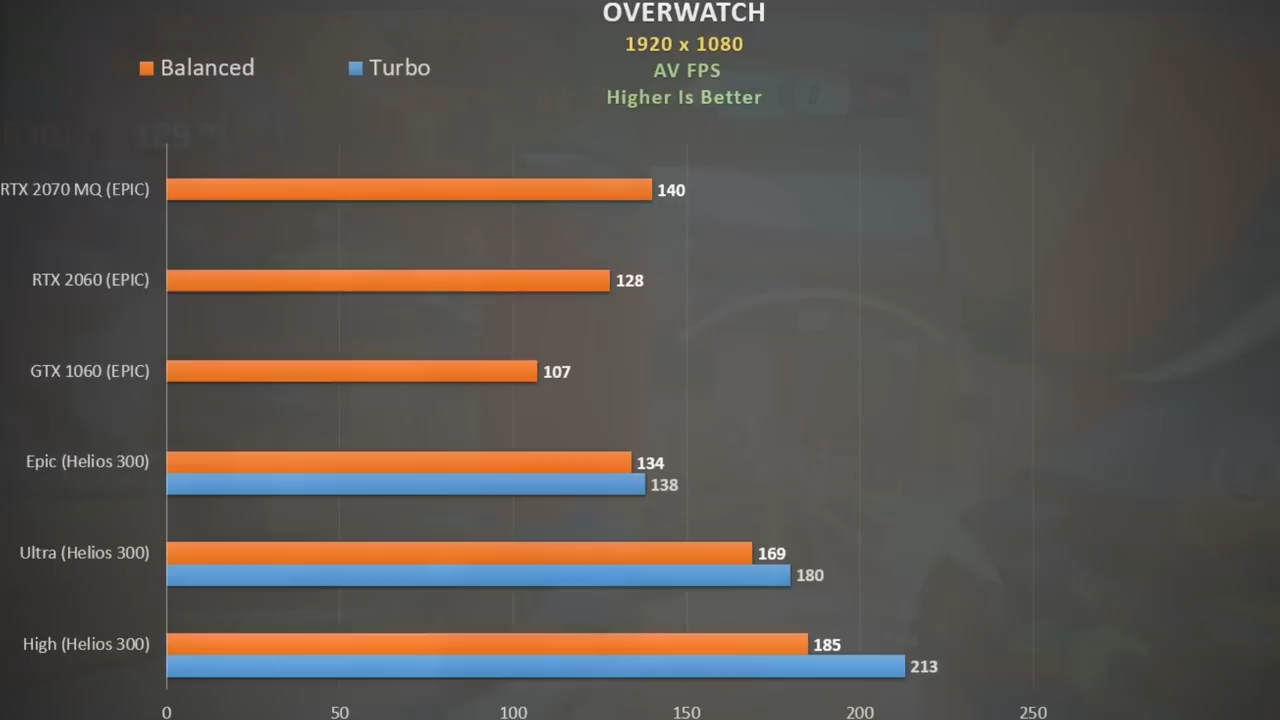 OVERWATCH
1920 x 1080
AV FPS
Higher Is Better
Balanced Turbo
RTX 2070 MQ (EPIC) 140
RTX 2060 (EPIC) 128
GTX 1060 (EPIC) 107
Epic (Helios 300) 134
138
Ultra (Helios 300) 169
180
High (Helios 300) 185
213
0 50 100 150 200 250